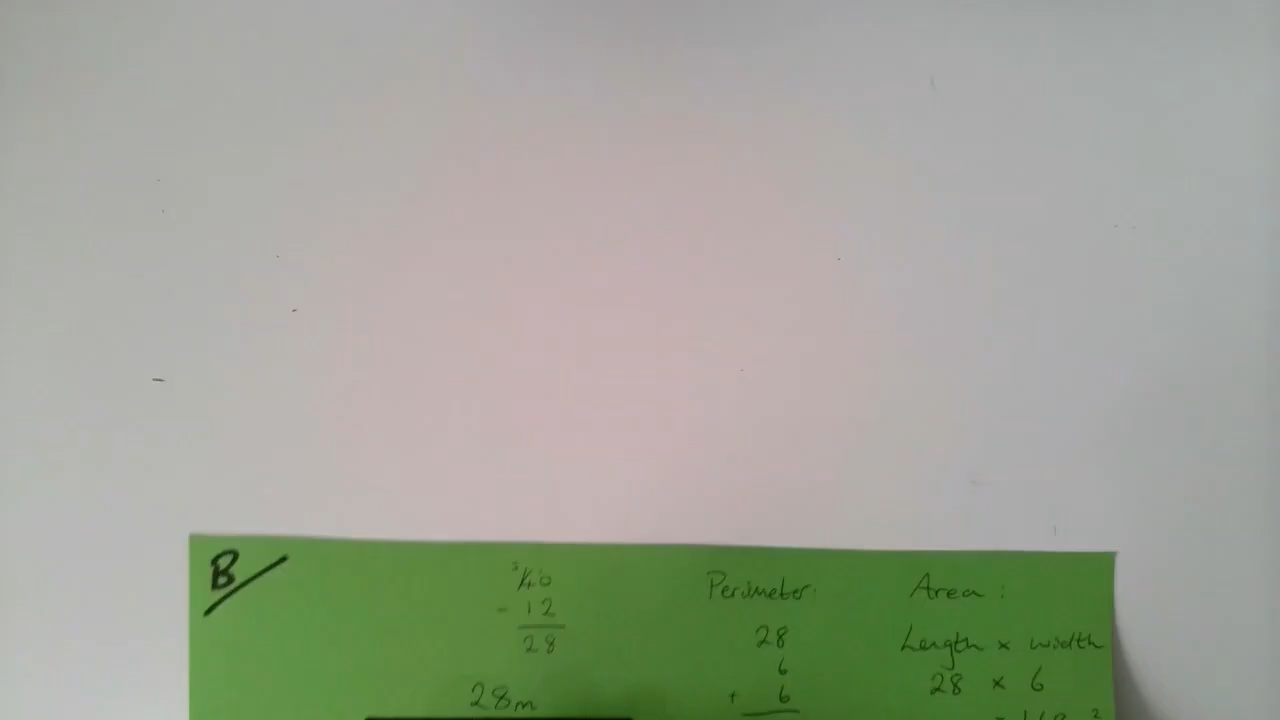 B
40
- 12
28
28m
Perimeter:
28
6
+ 6
Area:
Length x width
28 x 6